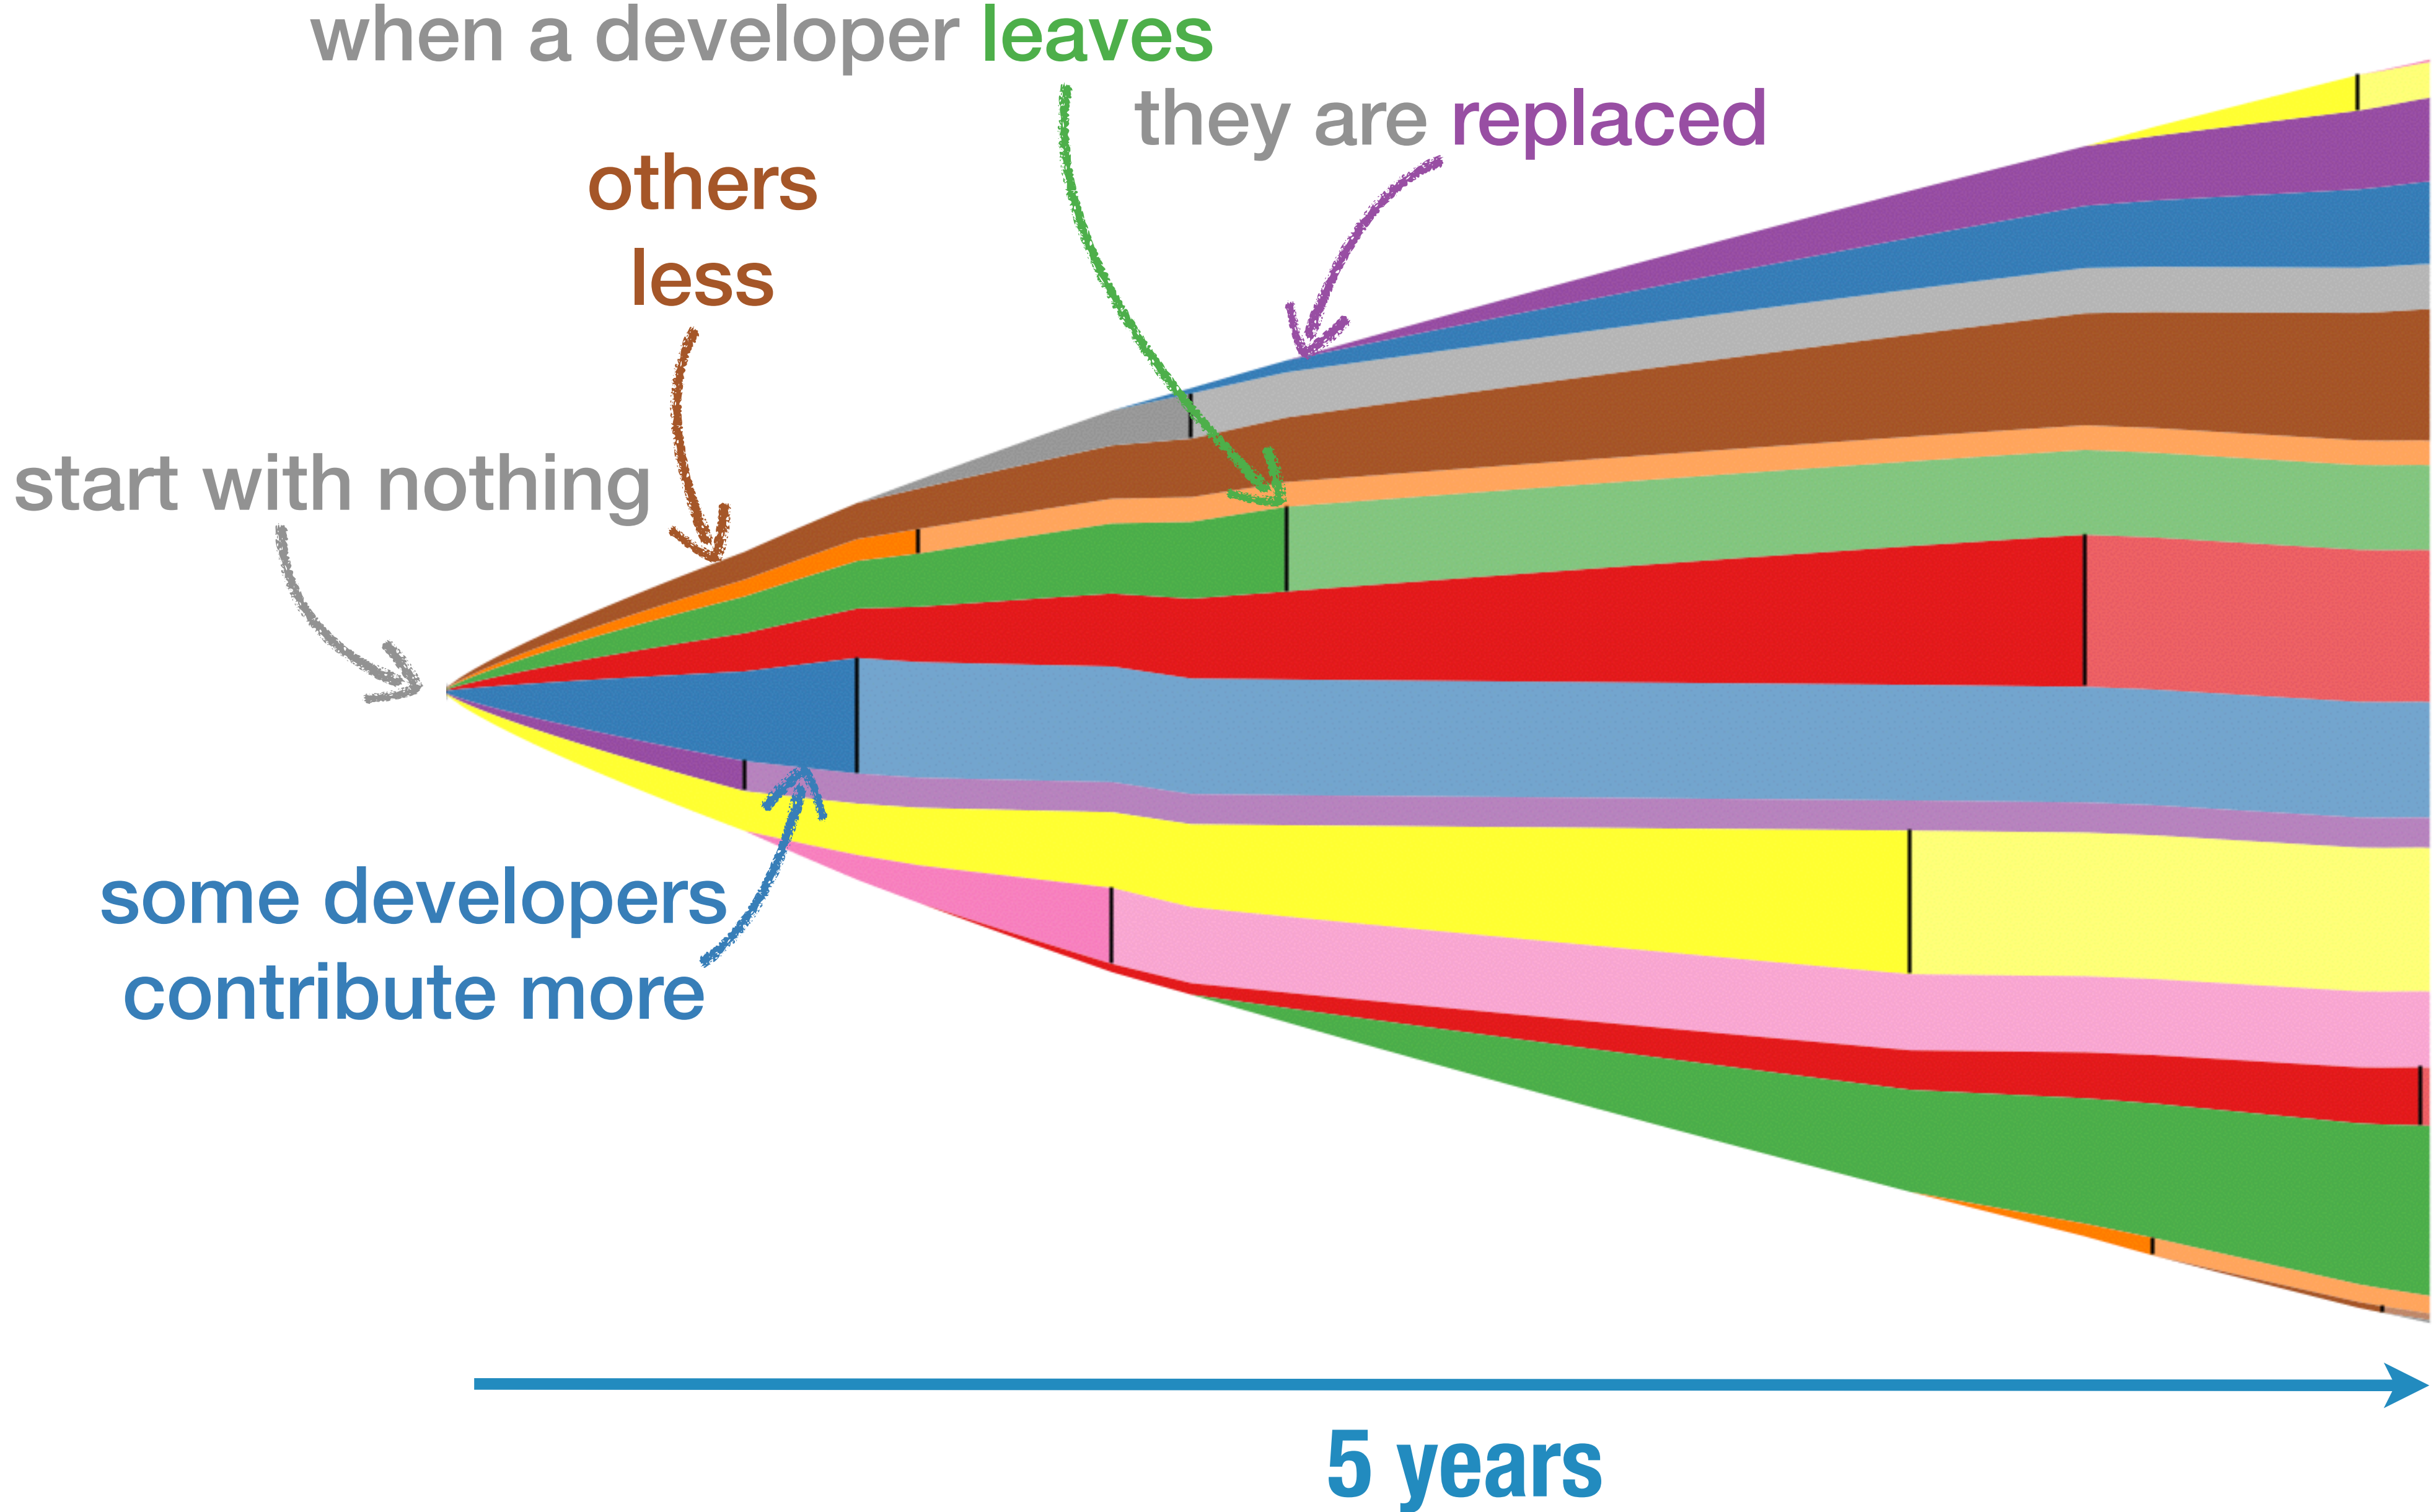 when a developer leaves
they are replaced
others
less
start with nothing
some developers
contribute more
5 years